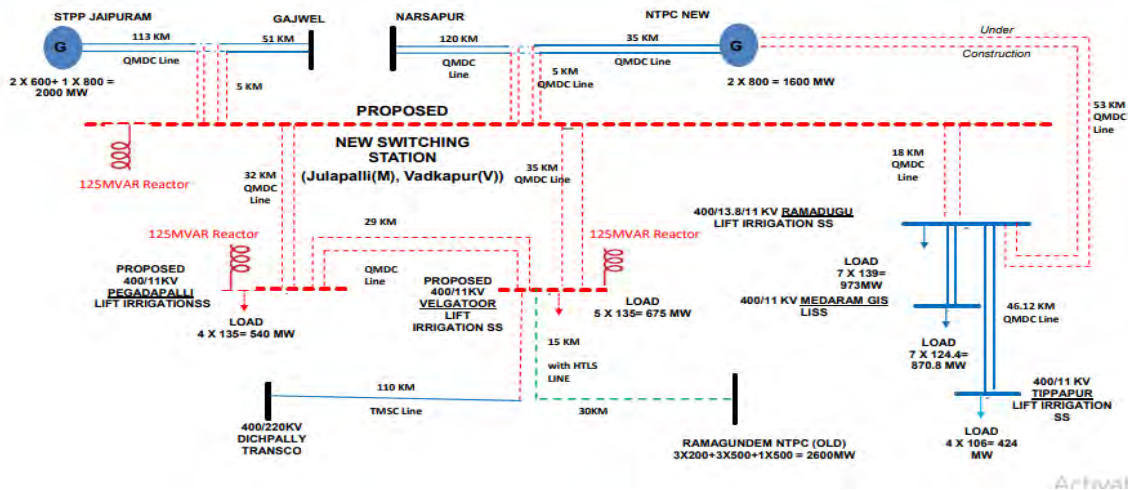 STPP JAIPURAM
GAJWEL
NARSAPUR
NTPC NEW
G
113 KM
QMDC Line
51 KM
5 KM
2 X 600+ 1 X 800 =
2000 MW
120 KM
QMDC
Line
35 KM
QMDC Line
5 KM
QMDC Line
G
2 X 800 = 1600 MW
Under
Construction
53 KM
QMDC
Line
PROPOSED
NEW SWITCHING
STATION
(Julapalli(M), Vadkapur(V))
125MVAR Reactor
32 KM
QMDC
Line
35 KM
QMDC Line
18 KM
QMDC
Line
29 KM
QMDC
Line
125MVAR Reactor
125MVAR Reactor
PROPOSED
400/11KV
PEGADAPALLI
LIFT IRRIGATIONSS
LOAD
4 X 135= 540 MW
PROPOSED
400/11KV
VELGATOOR
LIFT
IRRIGATION SS
LOAD
5 X 135= 675 MW
400/13.8/11 KV RAMADUGU
LIFT IRRIGATION SS
LOAD
7 X 139=
973MW
400/11 KV MEDARAM GIS
LISS
LOAD
7 X 124.4=
870.8 MW
46.12 KM
QMDC Line
400/11 KV
TIPPAPUR
LIFT IRRIGATION
SS
LOAD
4 X 106= 424
MW
15 KM
with HTLS
LINE
110 KM
TMSC Line
30KM
400/220KV
DICHPALLY
TRANSCO
RAMAGUNDEM NTPC (OLD)
3X200+3X500+1X500 = 2600MW
Activat